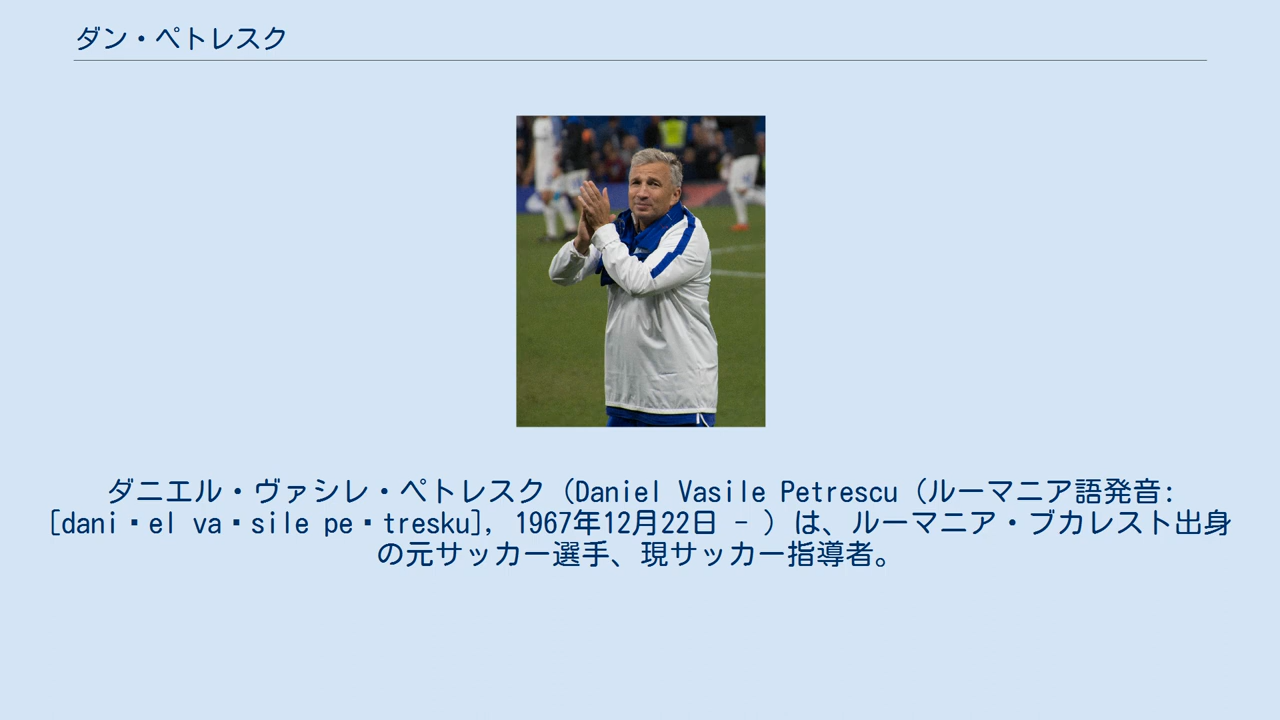 ダン・ペトレスク
ダニエル・ヴァシレ・ペトレスク（Daniel Vasile Petrescu（ルーマニア語発音:
[dani▪el va▪sile pe▪tresku], 1967年12月22日 - ）は、ルーマニア・ブカレスト出身
の元サッカー選手、現サッカー指導者。